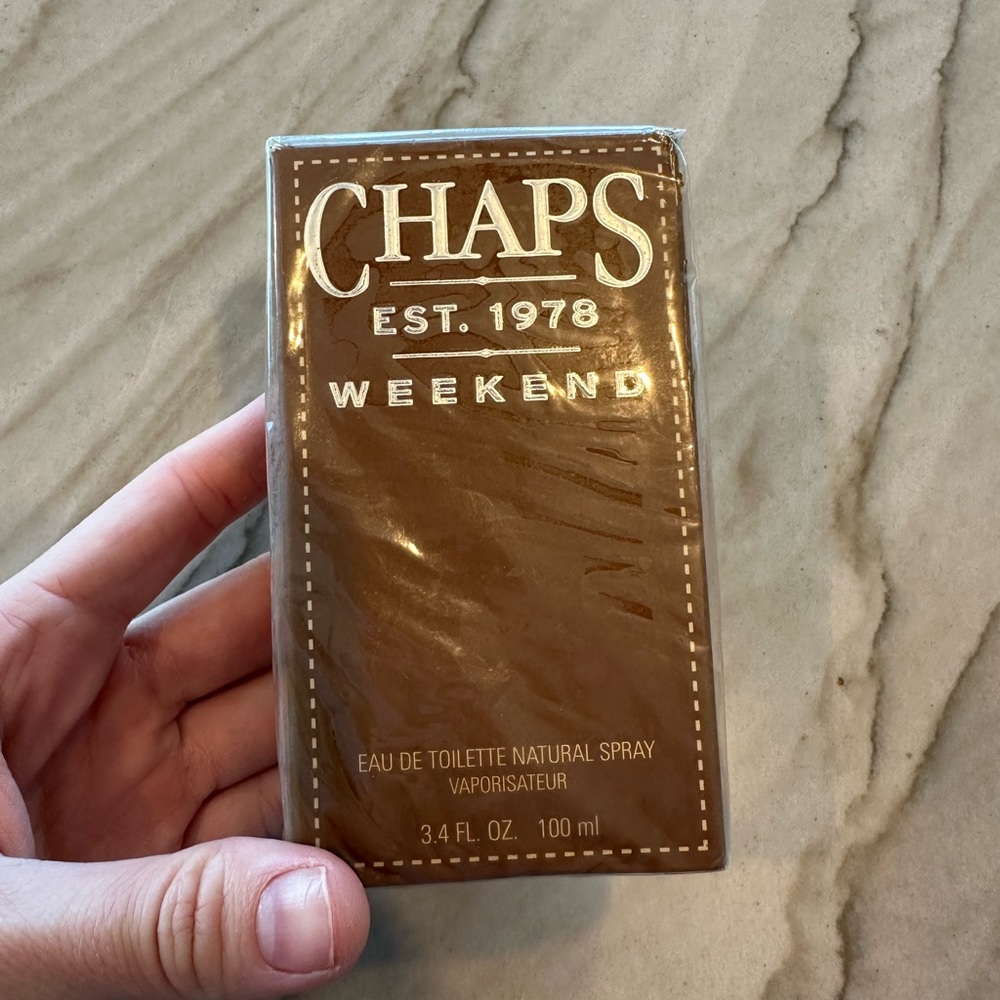 CHAPS
EST. 1978
WEEKEND
EAU DE TOILETTE NATURAL SPRAY
VAPORISATEUR
3.4 FL. OZ. 100 ml